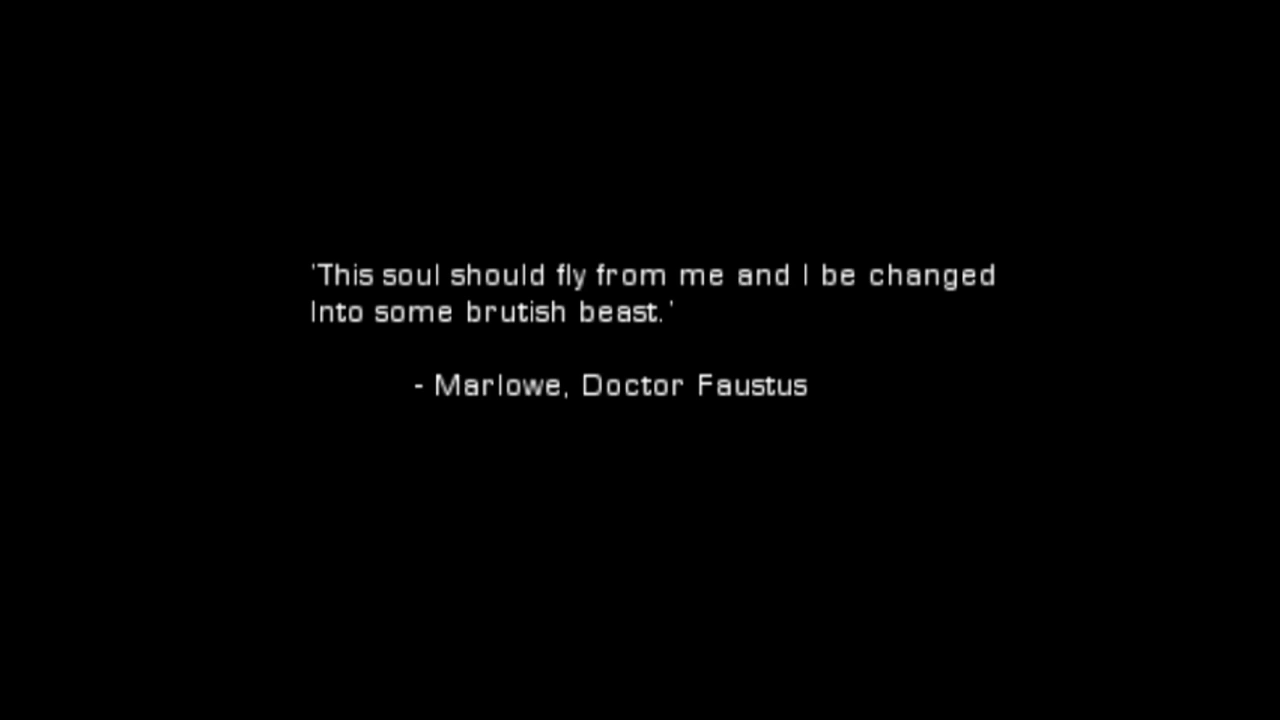 'This soul should fly from me and I be changed
Into some brutish beast.'
- Marlowe, Doctor Faustus